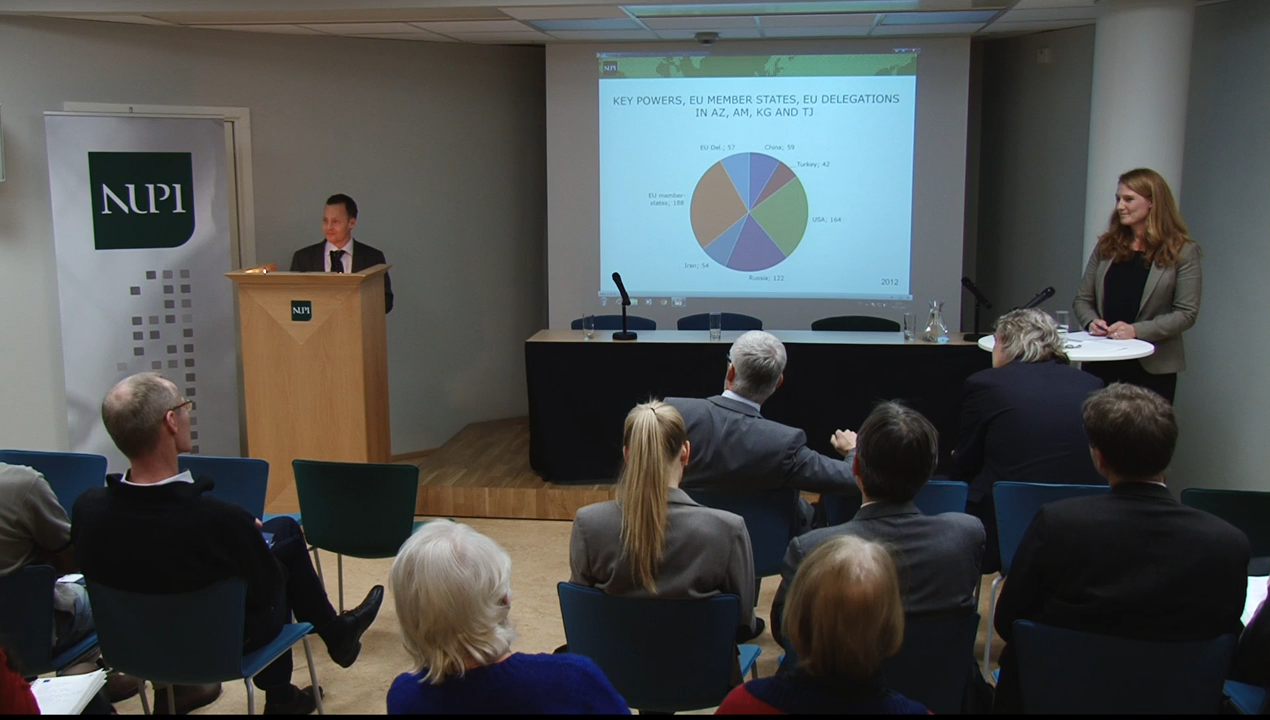 NUPI
NUPI
NUPI
KEY POWERS, EU MEMBER STATES, EU DELEGATIONS
IN AZ, AM, KG AND TJ
EU Del.; 57
China; 59
Turkey; 42
EU member-
states; 188
USA; 164
Iran; 54
Russia; 122
2012